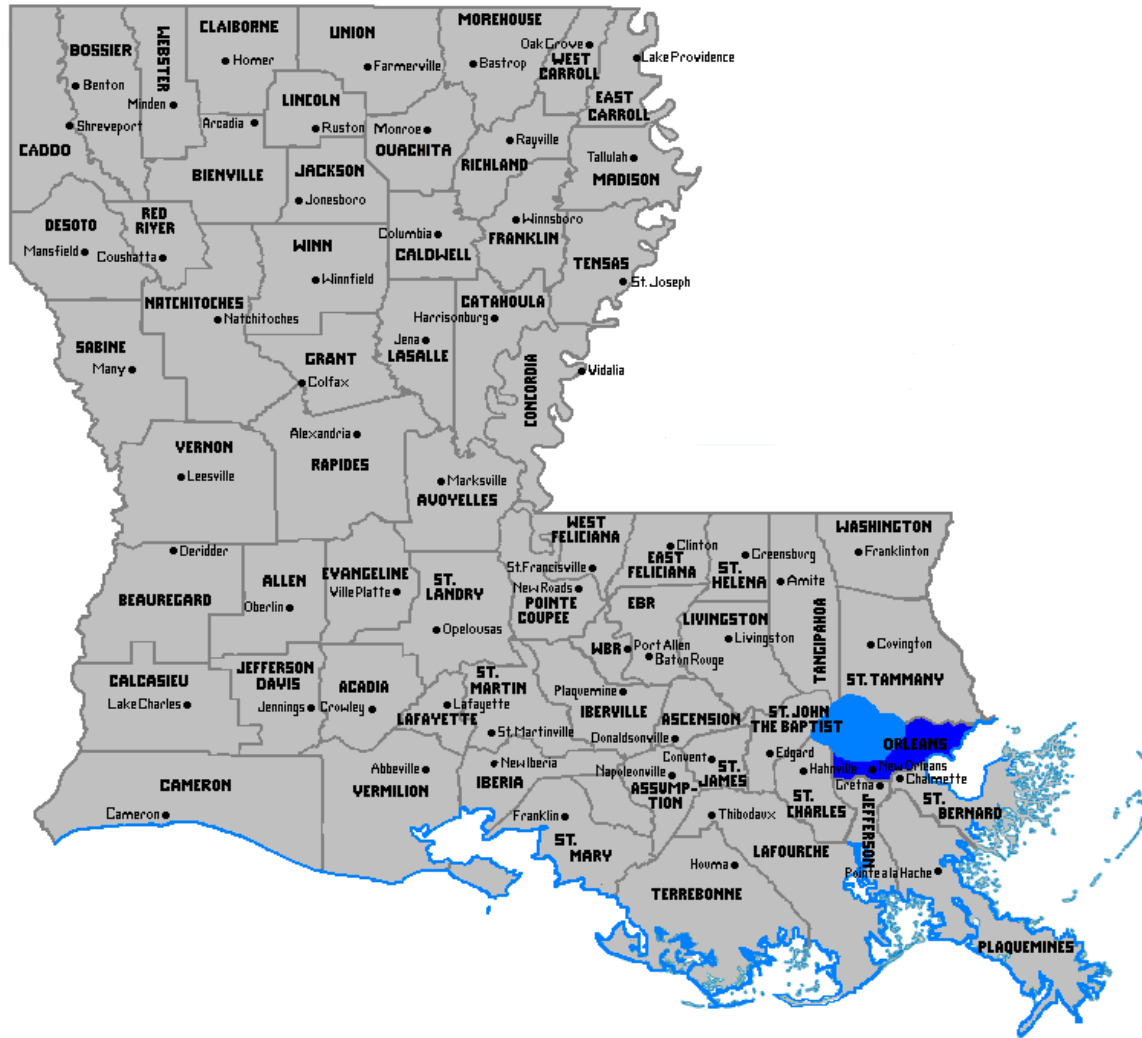 CLAIBORNE
UNION
MOREHOUSE
BOSSIER
WEBSTER
Homer
Farmerville
Bastrop
Oak Grove
WEST
CARROLL
Lake Providence
Benton
Minden
LINCOLN
EAST
CARROLL
Shreveport
Arcadia
Ruston
Monroe
OUACHITA
Rayville
CADDO
RICHLAND
Tallulah
MADISON
BIENVILLE
JACKSON
Jonesboro
DESOTO
RED
RIVER
Winnsboro
FRANKLIN
Mansfield
Coushatta
WINN
Columbia
CALDWELL
TENSAS
Winnfield
St. Joseph
NATCHITOCHES
Natchitoches
CATAHOULA
Harrisonburg
SABINE
Many
GRANT
Colfax
Jena
LASALLE
CONCORDIA
Vidalia
VERNON
Leesville
Alexandria
RAPIDES
Marksville
AVOYELLES
WEST
FELICIANA
WASHINGTON
Deridder
Clinton
EAST
FELICIANA
Greensburg
ST.
HELENA
Franklinton
BEAUREGARD
ALLEN
Oberlin
EVANGELINE
Ville Platte
ST.
LANDRY
St. Francisville
New Roads
POINTE
COUPEE
Amite
EBR
LIVINGSTON
Livingston
TANGIPAHOA
Opelousas
WBR
Port Allen
Baton Rouge
Covington
ST. TAMMANY
CALCASIEU
Lake Charles
JEFFERSON
DAVIS
Jennings
ACADIA
Crowley
ST.
MARTIN
Lafayette
LAFAYETTE
St. Martinville
Plaquemine
IBERVILLE
ASCENSION
Donaldsonville
ST. JOHN
THE BAPTIST
Edgard
ORLEANS
New Orleans
CAMERON
Cameron
Abbeville
VERMILION
New Iberia
IBERIA
Napoleonville
ASSUMP-
TION
Convent
ST.
JAMES
Hahnville
ST.
CHARLES
Gretna
Chalmette
ST.
BERNARD
JEFFERSON
Franklin
ST.
MARY
Thibodaux
LAFOURCHE
Houma
TERREBONNE
Pointe a la Hache
PLAQUEMINES